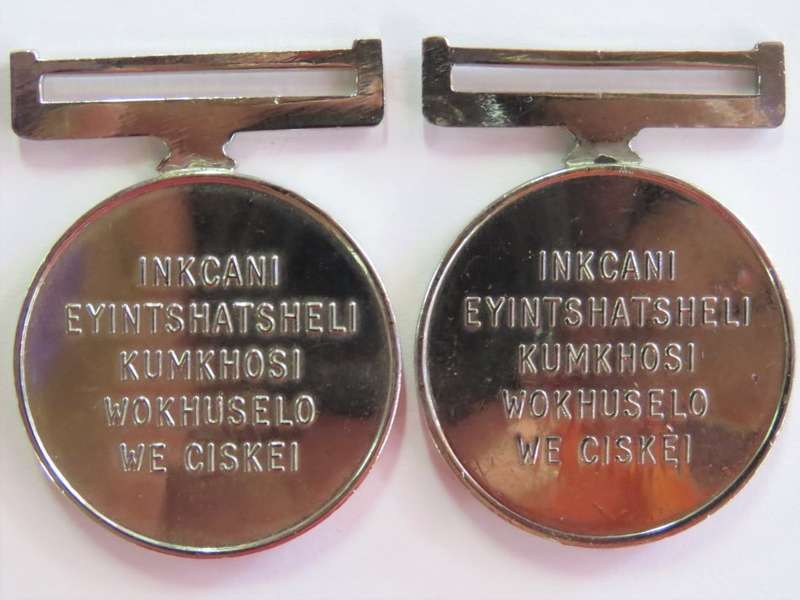 INKCANI
EYINTSHATSHELI
KUMKHOSI
WOKHUSELO
WE CISKEI
INKCANI
EYINTSHATSHELI
KUMKHOSI
WOKHUSELO
WE CISKEI